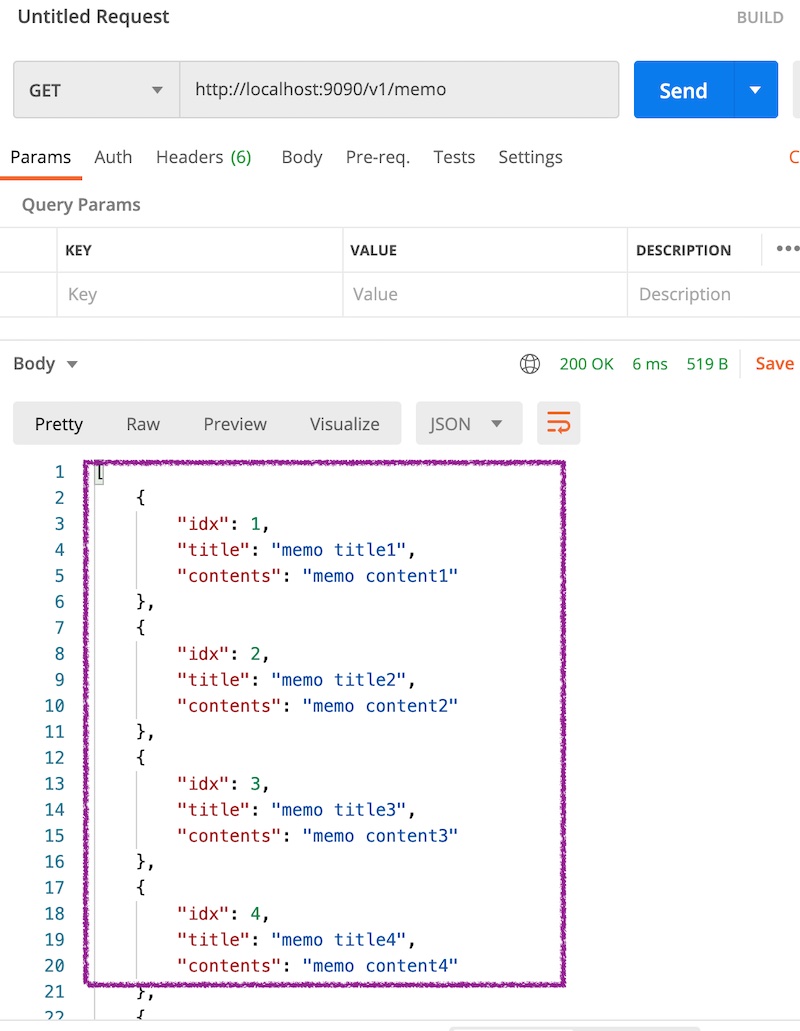 Untitled Request BUILD
GET http://localhost:9090/v1/memo Send
Params Auth Headers (6) Body Pre-req. Tests Settings C
Query Params
KEY VALUE DESCRIPTION •••
Key Value Description
Body 200 OK 6 ms 519 B Save
Pretty Raw Preview Visualize JSON
1 [
2 {
3 "idx": 1,
4 "title": "memo title1",
5 "contents": "memo content1"
6 },
7 {
8 "idx": 2,
9 "title": "memo title2",
10 "contents": "memo content2"
11 },
12 {
13 "idx": 3,
14 "title": "memo title3",
15 "contents": "memo content3"
16 },
17 {
18 "idx": 4,
19 "title": "memo title4",
20 "contents": "memo content4"
21 },
22 {